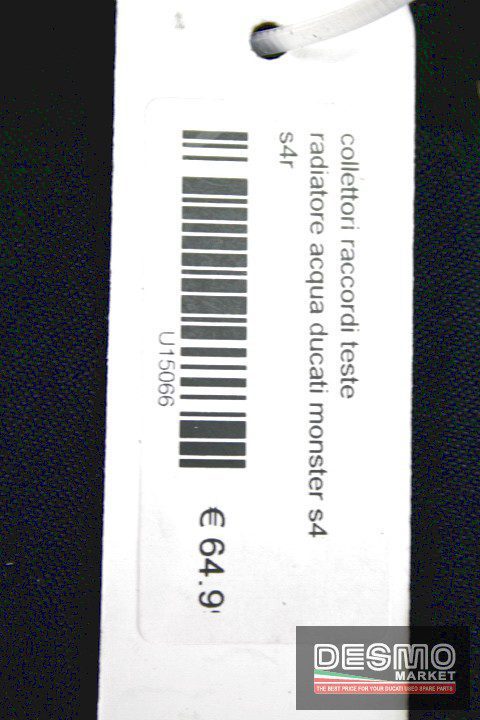 collettori raccordi teste
radiatore acqua ducati monster s4
s4r
U15066
€ 64.9
DESMO
MARKET
THE BEST PRICE FOR YOUR DUCATI USED SPARE PARTS